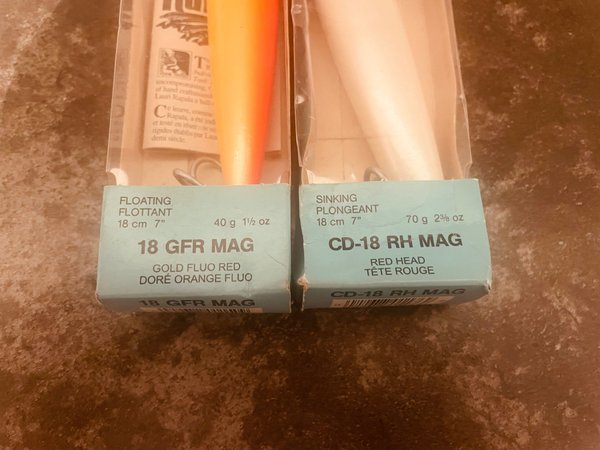 FLOATING
FLOTTANT
18 cm 7" 40 g 1½ oz
18 GFR MAG
GOLD FLUO RED
DORÉ ORANGE FLUO
18 GFR MAG
SINKING
PLONGEANT
18 cm 7" 70 g 2⅜ oz
CD-18 RH MAG
RED HEAD
TÊTE ROUGE
CD-18 RH MAG